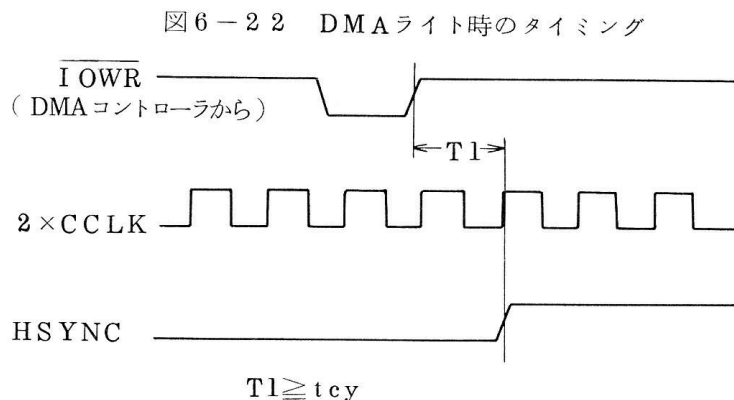 図6-22 DMAライト時のタイミング
IOWR
(DMAコントローラから)
T1
2×CCLK
HSYNC
T1≧tcy